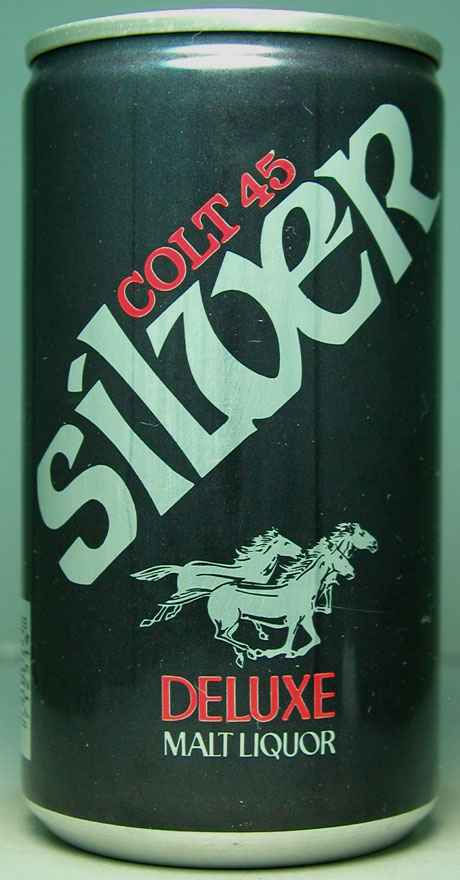 COLT 45
silver
DELUXE
MALT LIQUOR